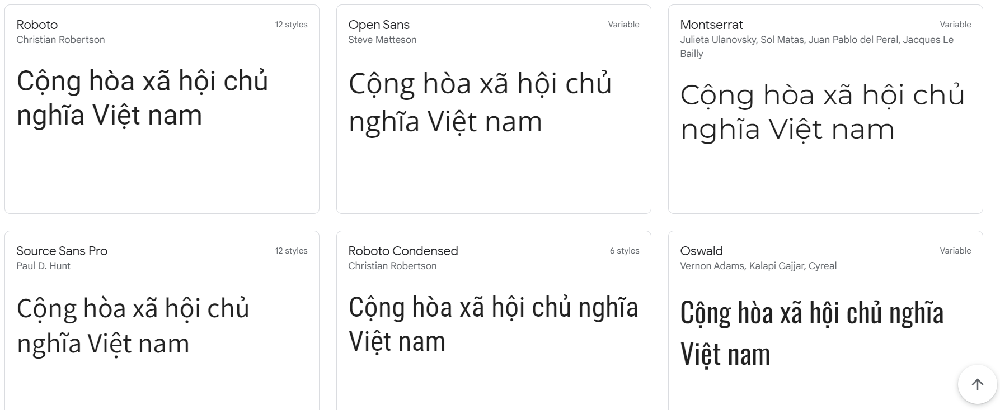 Roboto
12 styles
Christian Robertson
Cộng hòa xã hội chủ
nghĩa Việt nam
Open Sans
Variable
Steve Matteson
Cộng hòa xã hội chủ
nghĩa Việt nam
Montserrat
Variable
Julieta Ulanovsky, Sol Matas, Juan Pablo del Peral, Jacques Le
Bailly
Cộng hòa xã hội chủ
nghĩa Việt nam
Source Sans Pro
12 styles
Paul D. Hunt
Cộng hòa xã hội chủ
nghĩa Việt nam
Roboto Condensed
6 styles
Christian Robertson
Cộng hòa xã hội chủ nghĩa
Việt nam
Oswald
Variable
Vernon Adams, Kalapi Gajjar, Cyreal
Cộng hòa xã hội chủ nghĩa
Việt nam